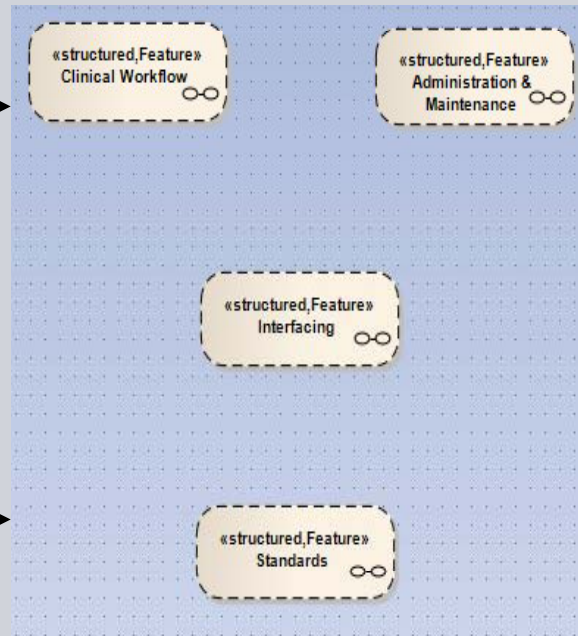 «structured,Feature»
Clinical Workflow
«structured,Feature»
Administration &
Maintenance
«structured,Feature»
Interfacing
«structured,Feature»
Standards